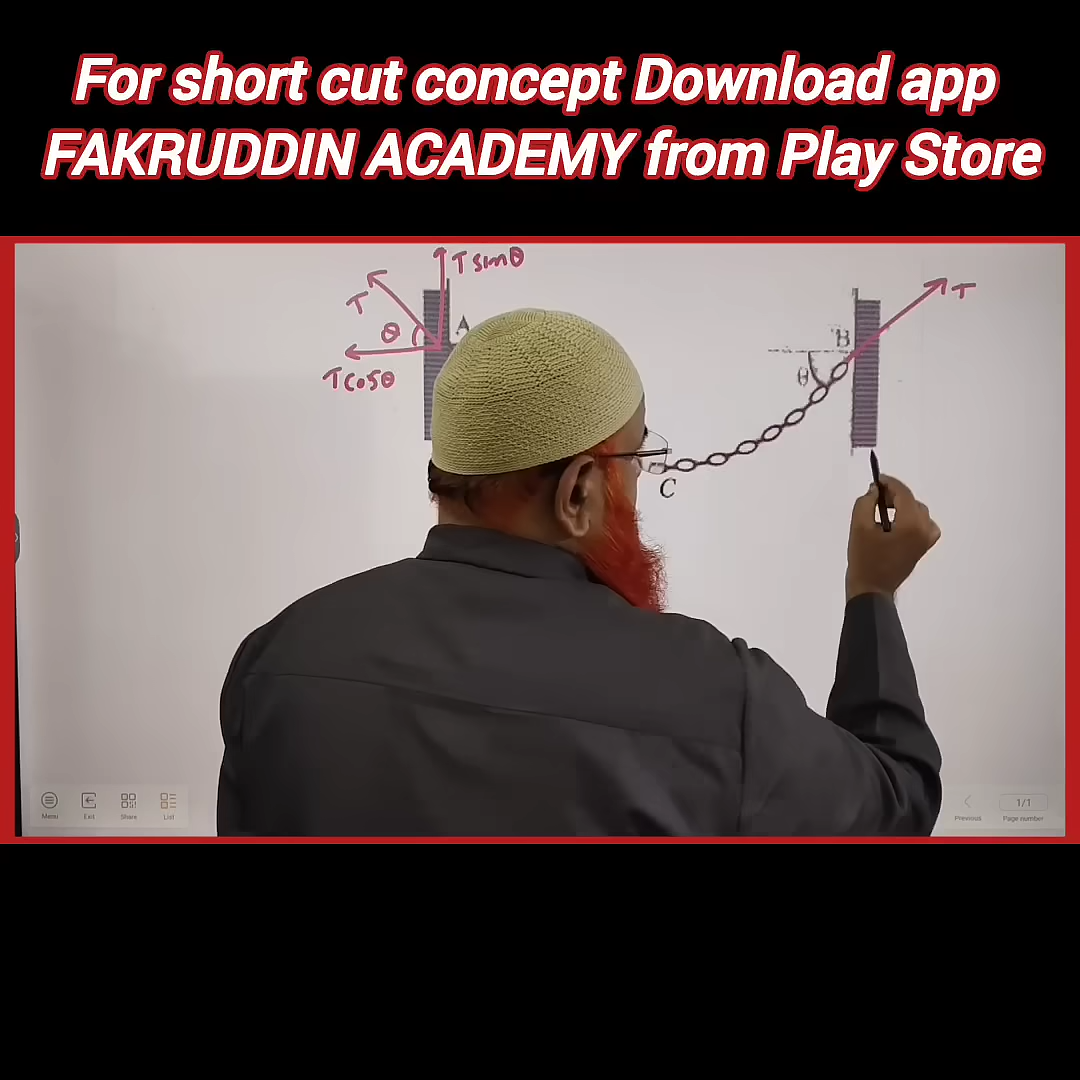 For short cut concept Download app
FAKRUDDIN ACADEMY from Play Store
T sinθ
T
θ
A
Tcosθ
T
B
θ
C
Menu
Exit
Share
List
Previous
1/1
Page number